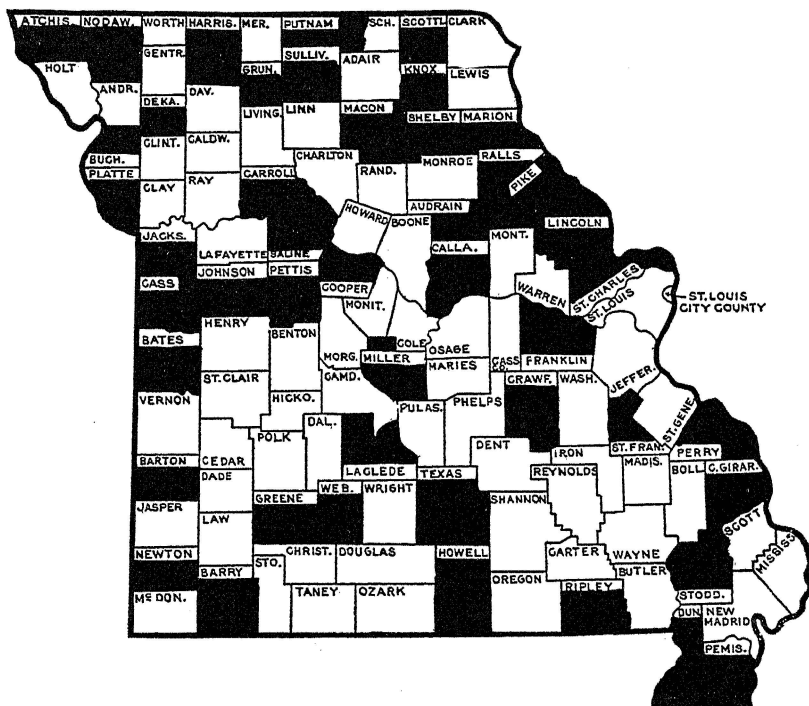 ATCHIS. NODAW. WORTH HARRIS. MER. PUTNAM SCH. SCOTL. CLARK
GENTR. SULLIV. ADAIR
HOLT GRUN. KNOX LEWIS
ANDR. DEKA. DAV.
LIVING. LINN MACON
SHELBY MARION
CLINT. CALDW.
BUCH. CHARLTON MONROE RALLS
PLATTE CLAY RAY CARROLL RAND. PIKE
AUDRAIN
HOWARD BOONE
JACKS. CALLA. MONT. LINCOLN
LAFAYETTE SALINE
JOHNSON PETTIS
CASS COOPER WARREN ST. CHARLES
MONIT. ST. LOUIS
ST. LOUIS
CITY COUNTY
HENRY BENTON
BATES COLE OSAGE
MORG. MILLER MARIES GASS
CO. FRANKLIN
ST. CLAIR CAMD. CRAWF. WASH. JEFFER.
HICKO.
VERNON PULAS. PHELPS ST. GENE.
DAL.
POLK DENT
IRON ST. FRAN. PERRY
BARTON CEDAR LACLEDE TEXAS REYNOLDS MADIS. BOLL. C. GIRAR.
DADE
WEB. WRIGHT
GREENE SHANNON
JASPER
LAW SCOTT
MISSISS.
NEWTON STO. CHRIST. DOUGLAS HOWELL CARTER WAYNE
BARRY BUTLER
OREGON RIPLEY
Mc DON. TANEY OZARK STODD.
DUN. NEW
MADRID
PEMIS.